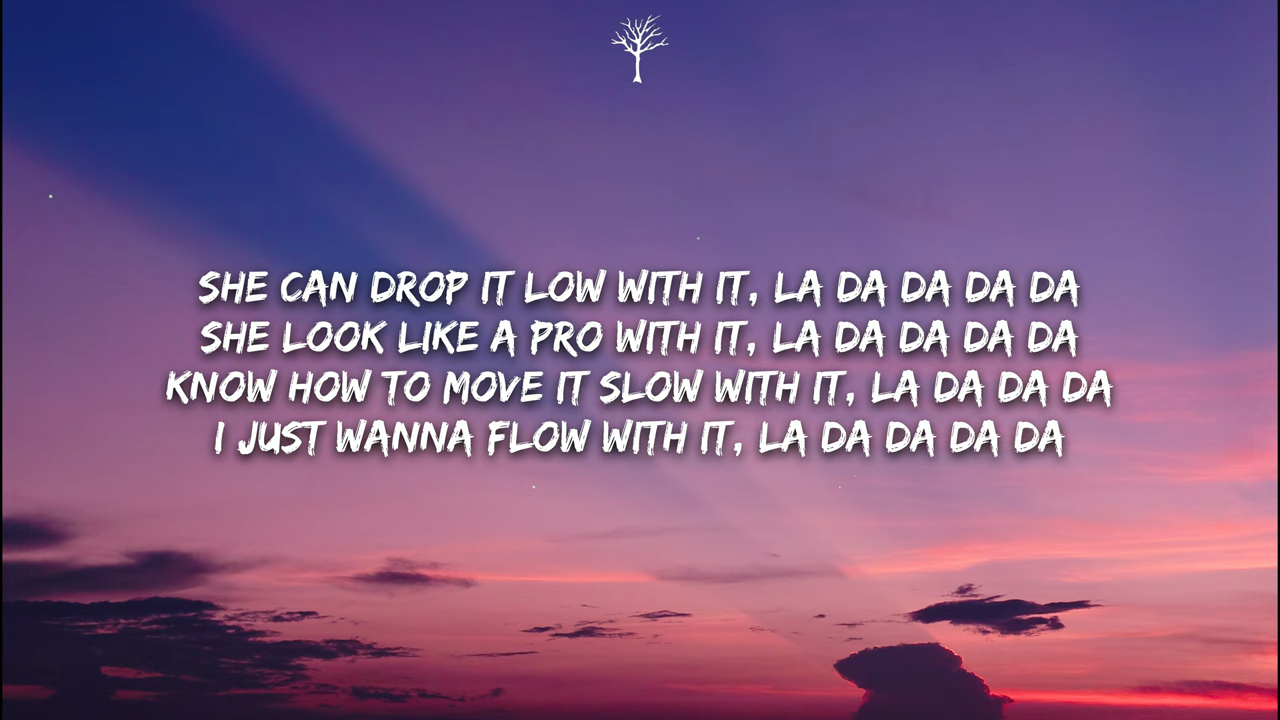 SHE CAN DROP IT LOW WITH IT, LA DA DA DA DA
SHE LOOK LIKE A PRO WITH IT, LA DA DA DA DA
KNOW HOW TO MOVE IT SLOW WITH IT, LA DA DA DA
I JUST WANNA FLOW WITH IT, LA DA DA DA DA